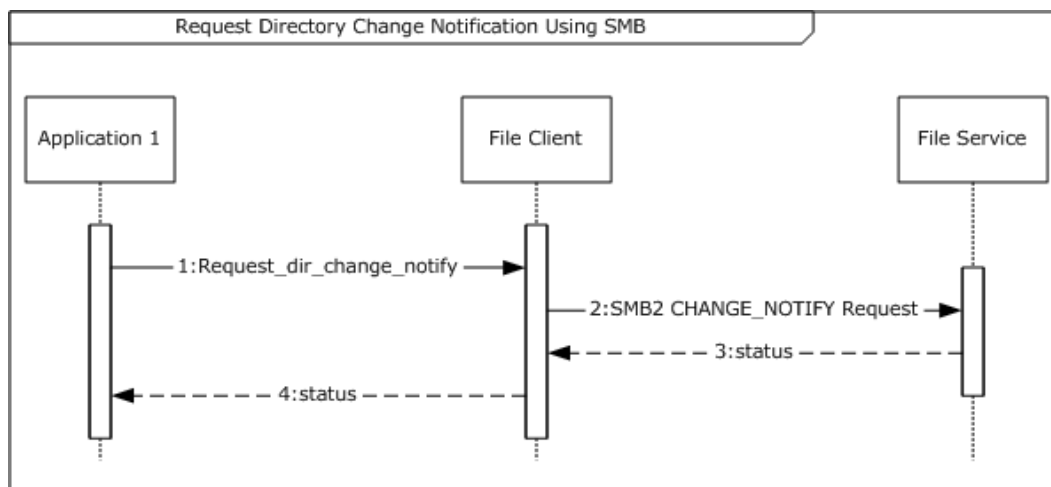 Request Directory Change Notification Using SMB
Application 1
File Client
File Service
1:Request_dir_change_notify
2:SMB2 CHANGE_NOTIFY Request
3:status
4:status